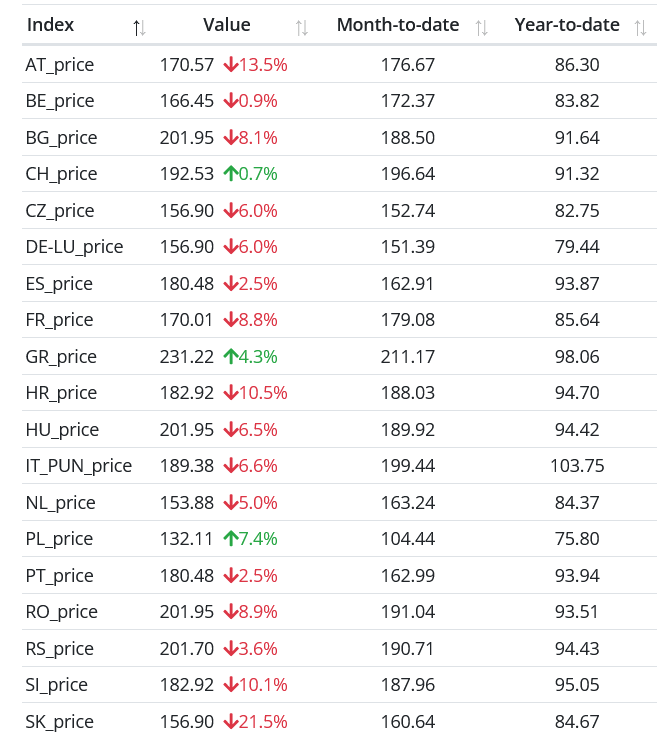 Index Value Month-to-date Year-to-date
AT_price 170.57 ↓13.5% 176.67 86.30
BE_price 166.45 ↓0.9% 172.37 83.82
BG_price 201.95 ↓8.1% 188.50 91.64
CH_price 192.53 ↑0.7% 196.64 91.32
CZ_price 156.90 ↓6.0% 152.74 82.75
DE-LU_price 156.90 ↓6.0% 151.39 79.44
ES_price 180.48 ↓2.5% 162.91 93.87
FR_price 170.01 ↓8.8% 179.08 85.64
GR_price 231.22 ↑4.3% 211.17 98.06
HR_price 182.92 ↓10.5% 188.03 94.70
HU_price 201.95 ↓6.5% 189.92 94.42
IT_PUN_price 189.38 ↓6.6% 199.44 103.75
NL_price 153.88 ↓5.0% 163.24 84.37
PL_price 132.11 ↑7.4% 104.44 75.80
PT_price 180.48 ↓2.5% 162.99 93.94
RO_price 201.95 ↓8.9% 191.04 93.51
RS_price 201.70 ↓3.6% 190.71 94.43
SI_price 182.92 ↓10.1% 187.96 95.05
SK_price 156.90 ↓21.5% 160.64 84.67